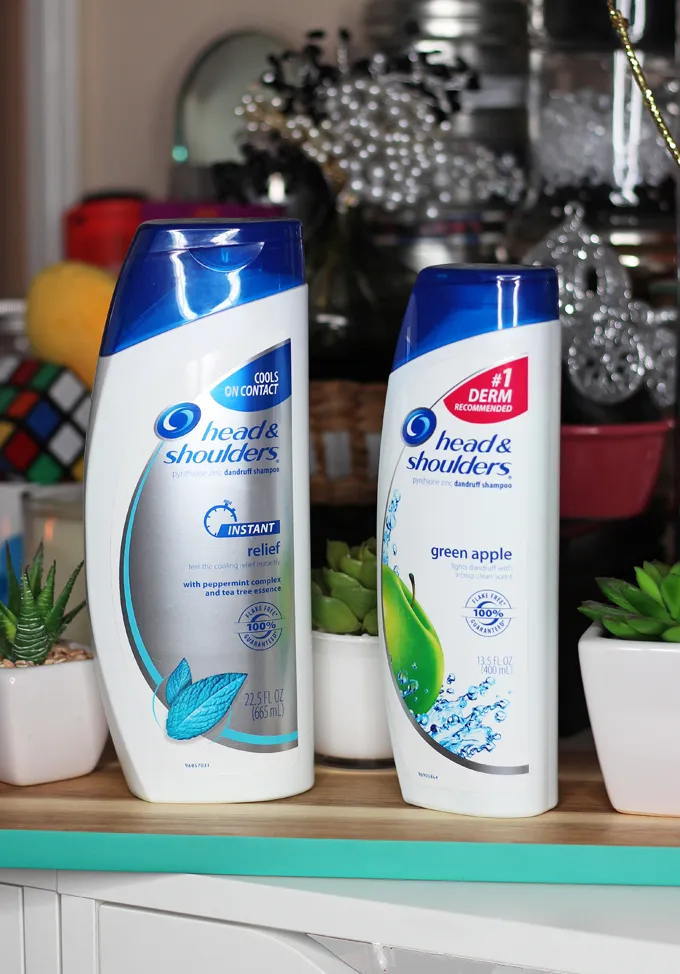 COOLS
ON CONTACT
head &
shoulders
pyrithione zinc dandruff shampoo
INSTANT
relief
feel the cooling relief instantly
with peppermint complex
and tea tree essence
FLAKE FREE*
100%
GUARANTEED*
22.5 FL OZ
(665 mL)
96857031
#1
DERM
RECOMMENDED
head &
shoulders
pyrithione zinc dandruff shampoo
green apple
fights dandruff with
strong clean scent
FLAKE FREE*
100%
GUARANTEED*
13.5 FL OZ
(400 mL)